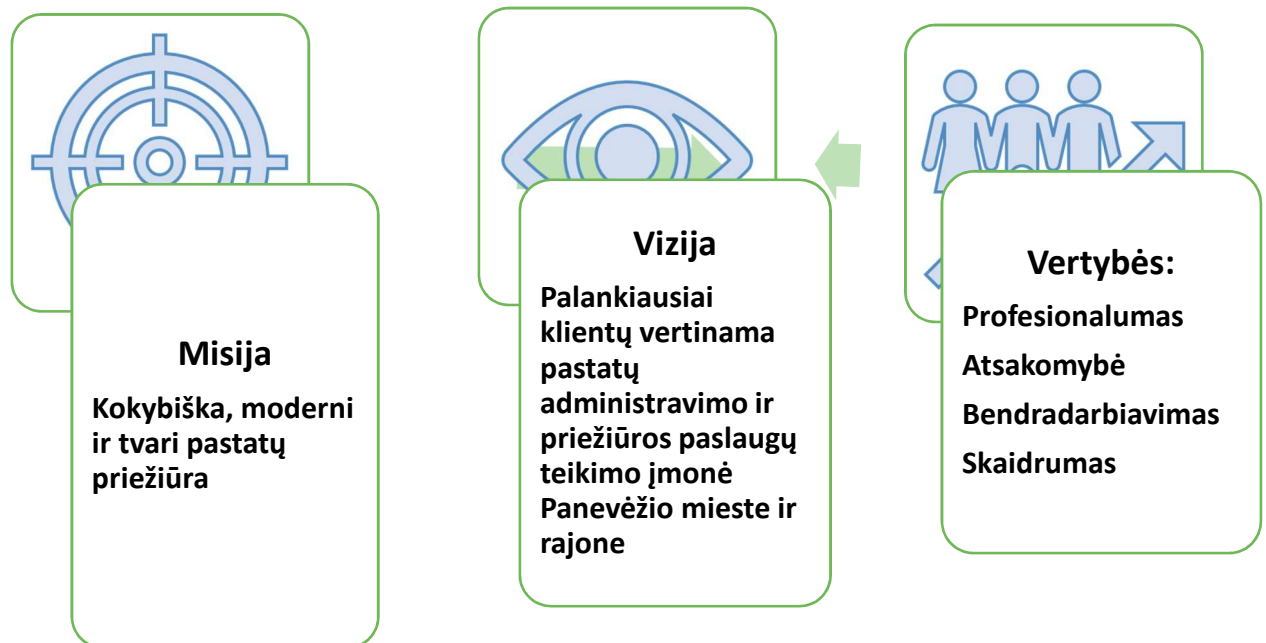 Misija
Kokybiška, moderni
ir tvari pastatų
priežiūra
Vizija
Palankiausiai
klientų vertinama
pastatų
administravimo ir
priežiūros paslaugų
teikimo įmonė
Panevėžio mieste ir
rajone
Vertybės:
Profesionalumas
Atsakomybė
Bendradarbiavimas
Skaidrumas